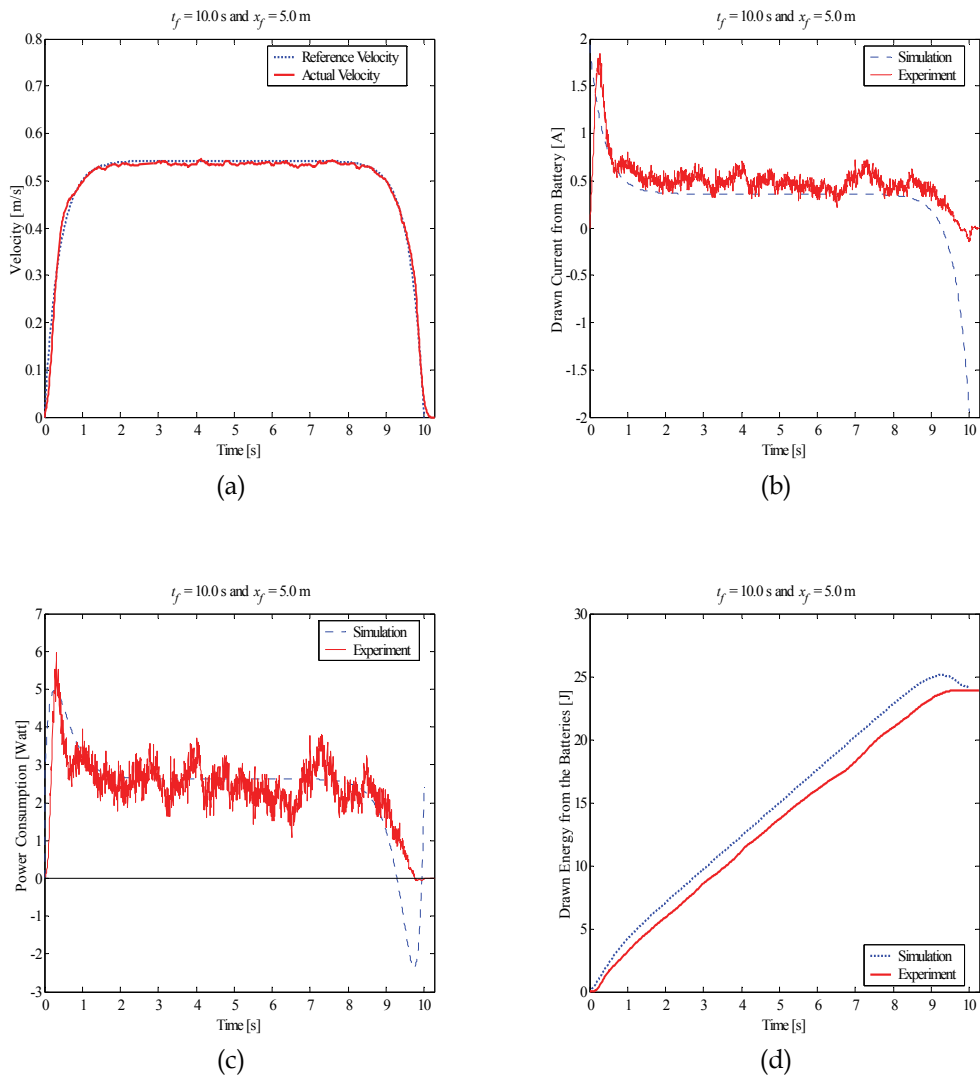 t_f = 10.0 s and x_f = 5.0 m
0.8
0.7
0.6
0.5
0.4
0.3
0.2
0.1
0
Velocity [m/s]
Reference Velocity
Actual Velocity
0 1 2 3 4 5 6 7 8 9 10
Time [s]
(a)
t_f = 10.0 s and x_f = 5.0 m
2
1.5
1
0.5
0
-0.5
-1
-1.5
-2
Drawn Current from Battery [A]
Simulation
Experiment
0 1 2 3 4 5 6 7 8 9 10
Time [s]
(b)
t_f = 10.0 s and x_f = 5.0 m
7
6
5
4
3
2
1
0
-1
-2
-3
Power Consumption [Watt]
Simulation
Experiment
0 1 2 3 4 5 6 7 8 9 10
Time [s]
(c)
t_f = 10.0 s and x_f = 5.0 m
30
25
20
15
10
5
0
Drawn Energy from the Batteries [J]
Simulation
Experiment
0 1 2 3 4 5 6 7 8 9 10
Time [s]
(d)